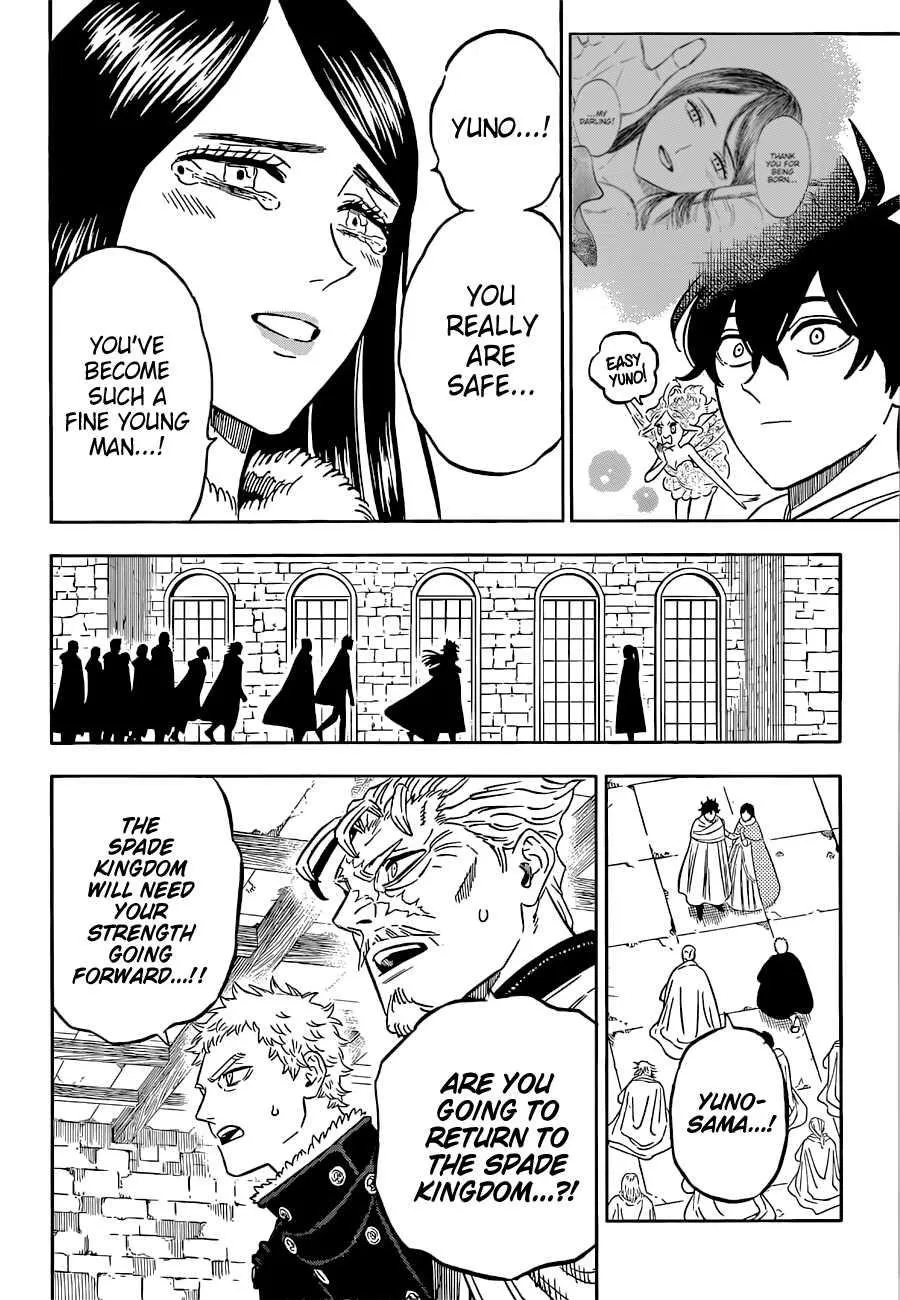 ...MY
DARLING!
THANK
YOU FOR
BEING
BORN...
EASY,
YUNO!
YUNO...!
YOU
REALLY
ARE
SAFE...
YOU'VE
BECOME
SUCH A
FINE YOUNG
MAN...!
YUNO-
SAMA...!
ARE YOU
GOING TO
RETURN TO
THE SPADE
KINGDOM...?!
THE
SPADE
KINGDOM
WILL NEED
YOUR
STRENGTH
GOING
FORWARD...!!